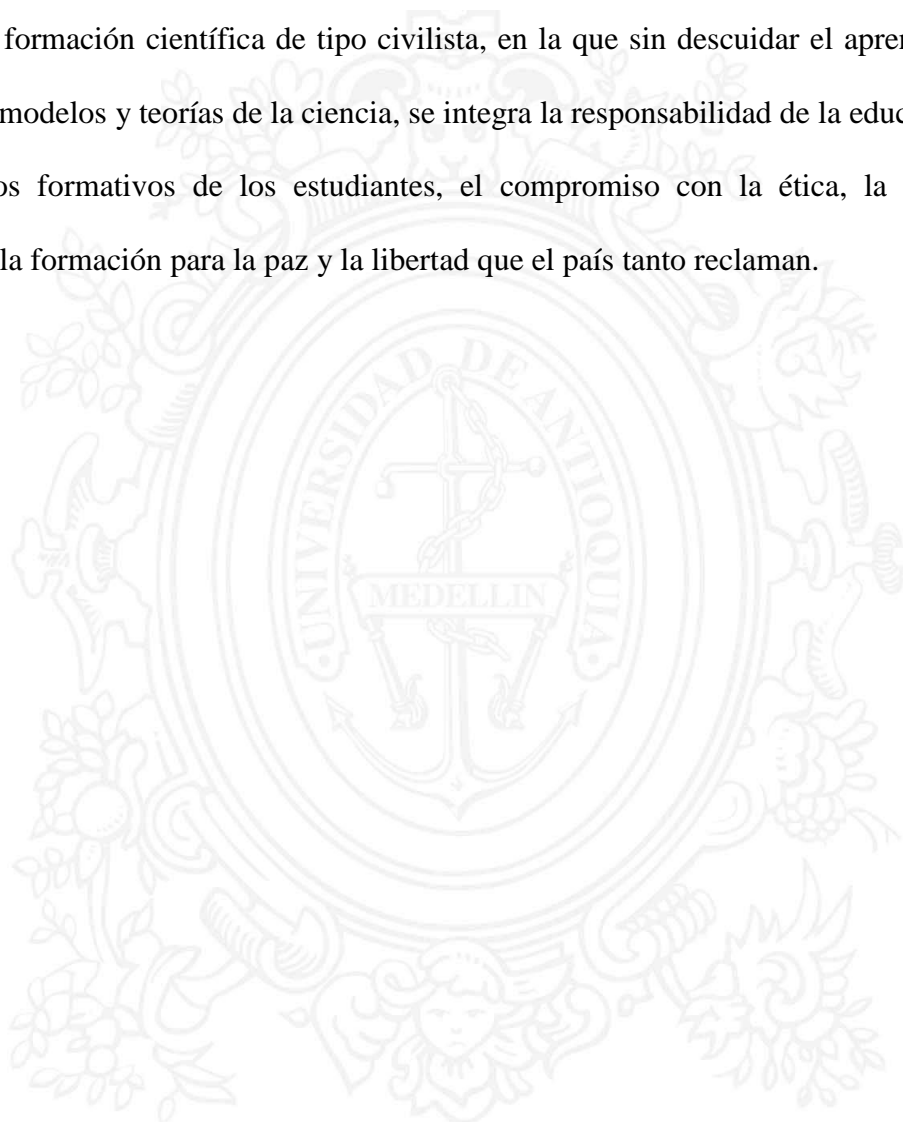 formación científica de tipo civilista, en la que sin descuidar el apren
modelos y teorías de la ciencia, se integra la responsabilidad de la educ
os formativos de los estudiantes, el compromiso con la ética, la
la formación para la paz y la libertad que el país tanto reclaman.
UNIVERSIDAD DE ANTIOQUIA
MEDELLIN